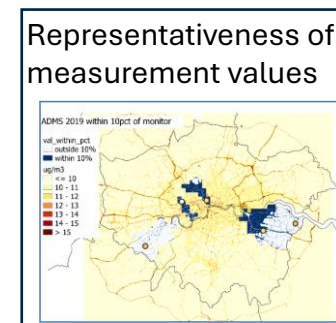 Representativeness of
measurement values
ADMS 2019 within 10pct of monitor
val_within_pct
outside 10%
within 10%
ug/m3
<= 10
10 - 11
11 - 12
12 - 13
13 - 14
14 - 15
> 15